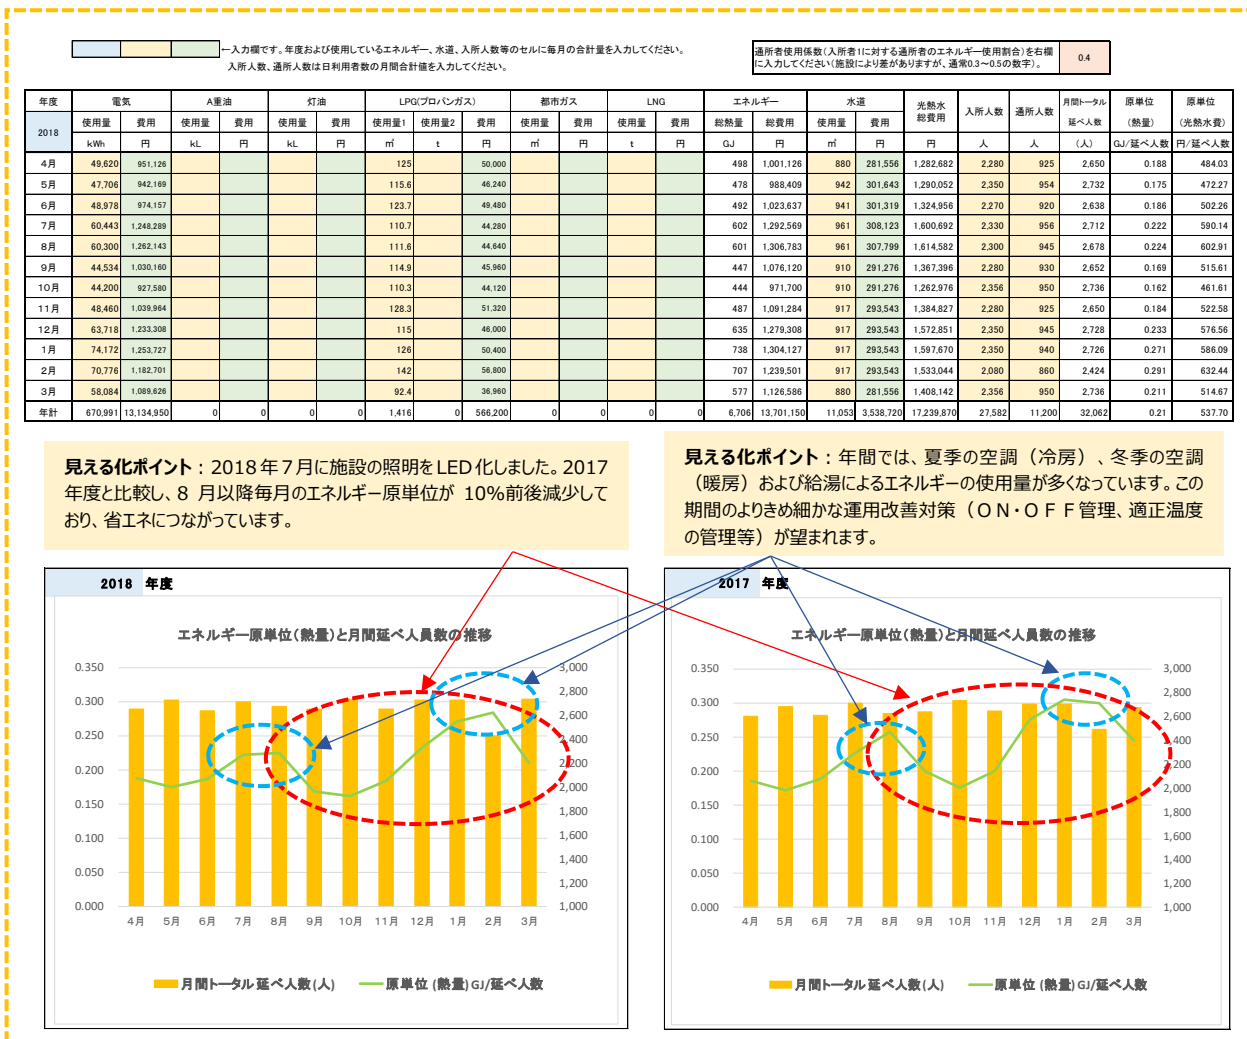 ←入力欄です。年度および使用しているエネルギー、水道、入所人数等のセルに毎月の合計量を入力してください。
入所人数、通所人数は日利用者数の月間合計値を入力してください。
通所者使用係数(入所者1に対する通所者のエネルギー使用割合)を右欄に入力してください(施設により差がありますが、通常0.3～0.5の数字)。 0.4
年度 電気 A重油 灯油 LPG(プロパンガス) 都市ガス LNG エネルギー 水道 光熱水総費用 入所人数 通所人数 月間トータル延べ人数 原単位(熱量) 原単位(光熱水費)
2018 使用量 費用 使用量 費用 使用量 費用 使用量1 使用量2 費用 使用量 費用 使用量 費用 総熱量 総費用 使用量 費用
kWh 円 kL 円 kL 円 ㎥ t 円 ㎥ 円 t 円 GJ 円 ㎥ 円 円 人 人 (人) GJ/延べ人数 円/延べ人数
4月 49,620 951,126 125 50,000 498 1,001,126 880 281,556 1,282,682 2,280 925 2,650 0.188 484.03
5月 47,706 942,169 115.6 46,240 478 988,409 942 301,643 1,290,052 2,350 954 2,732 0.175 472.27
6月 48,978 974,157 123.7 49,480 492 1,023,637 941 301,319 1,324,956 2,270 920 2,638 0.186 502.26
7月 60,443 1,248,289 110.7 44,280 602 1,292,569 961 308,123 1,600,692 2,330 956 2,712 0.222 590.14
8月 60,300 1,262,143 111.6 44,640 601 1,306,783 961 307,799 1,614,582 2,300 945 2,678 0.224 602.91
9月 44,534 1,030,160 114.9 45,960 447 1,076,120 910 291,276 1,367,396 2,280 930 2,652 0.169 515.61
10月 44,200 927,580 110.3 44,120 444 971,700 910 291,276 1,262,976 2,356 950 2,736 0.162 461.61
11月 48,460 1,039,964 128.3 51,320 487 1,091,284 917 293,543 1,384,827 2,280 925 2,650 0.184 522.58
12月 63,718 1,233,308 115 46,000 635 1,279,308 917 293,543 1,572,851 2,350 945 2,728 0.233 576.56
1月 74,172 1,253,727 126 50,400 738 1,304,127 917 293,543 1,597,670 2,350 940 2,726 0.271 586.09
2月 70,776 1,182,701 142 56,800 707 1,239,501 917 293,543 1,533,044 2,080 860 2,424 0.291 632.44
3月 58,084 1,089,626 92.4 36,960 577 1,126,586 880 281,556 1,408,142 2,356 950 2,736 0.211 514.67
年計 670,991 13,134,950 0 0 0 0 1,416 0 566,200 0 0 0 0 6,706 13,701,150 11,053 3,538,720 17,239,870 27,582 11,200 32,062 0.21 537.70
見える化ポイント：2018年7月に施設の照明をLED化しました。2017
年度と比較し、8 月以降毎月のエネルギー原単位が 10%前後減少して
おり、省エネにつながっています。
見える化ポイント：年間では、夏季の空調（冷房）、冬季の空調
（暖房）および給湯によるエネルギーの使用量が多くなっています。この
期間のよりきめ細かな運用改善対策（ＯＮ・ＯＦＦ管理、適正温度
の管理等）が望まれます。
2018 年度
エネルギー原単位(熱量)と月間延べ人員数の推移
0.350 3,000
2,800
0.300
2,600
0.250
2,400
0.200 2,200
2,000
0.150
1,800
0.100 1,600
1,400
0.050
1,200
0.000 1,000
4月 5月 6月 7月 8月 9月 10月 11月 12月 1月 2月 3月
月間トータル 延べ人数(人) 原単位 (熱量) GJ/延べ人数
2017 年度
エネルギー原単位(熱量)と月間延べ人員数の推移
0.350 3,000
2,800
0.300
2,600
0.250
2,400
0.200 2,200
2,000
0.150
1,800
0.100 1,600
1,400
0.050
1,200
0.000 1,000
4月 5月 6月 7月 8月 9月 10月 11月 12月 1月 2月 3月
月間トータル 延べ人数(人) 原単位 (熱量) GJ/延べ人数